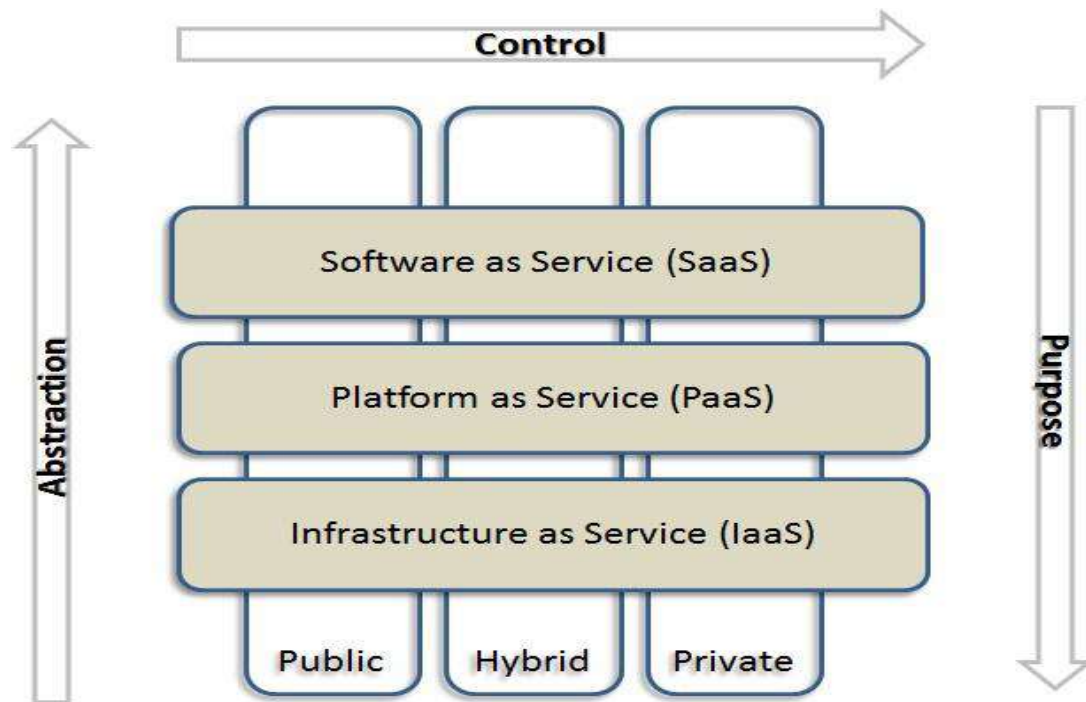 Control
Abstraction
Purpose
Software as Service (SaaS)
Platform as Service (PaaS)
Infrastructure as Service (IaaS)
Public
Hybrid
Private